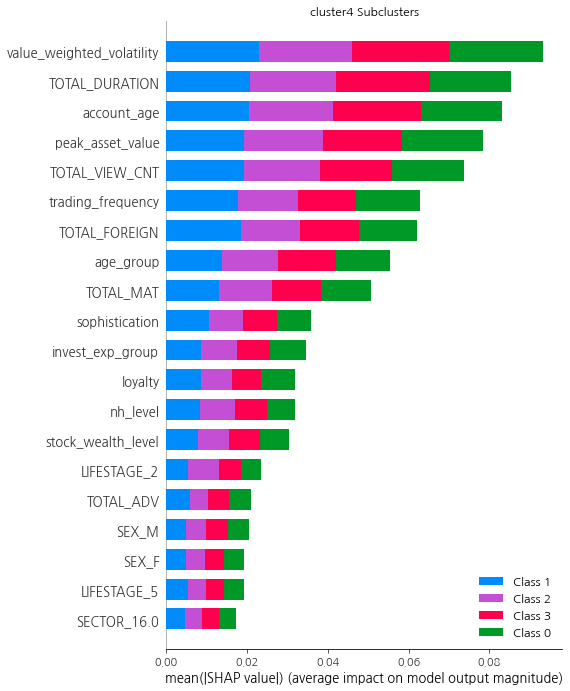 cluster4 Subclusters
value_weighted_volatility
TOTAL_DURATION
account_age
peak_asset_value
TOTAL_VIEW_CNT
trading_frequency
TOTAL_FOREIGN
age_group
TOTAL_MAT
sophistication
invest_exp_group
loyalty
nh_level
stock_wealth_level
LIFESTAGE_2
TOTAL_ADV
SEX_M
SEX_F
LIFESTAGE_5
SECTOR_16.0
Class 1
Class 2
Class 3
Class 0
0.00 0.02 0.04 0.06 0.08
mean(|SHAP value|) (average impact on model output magnitude)